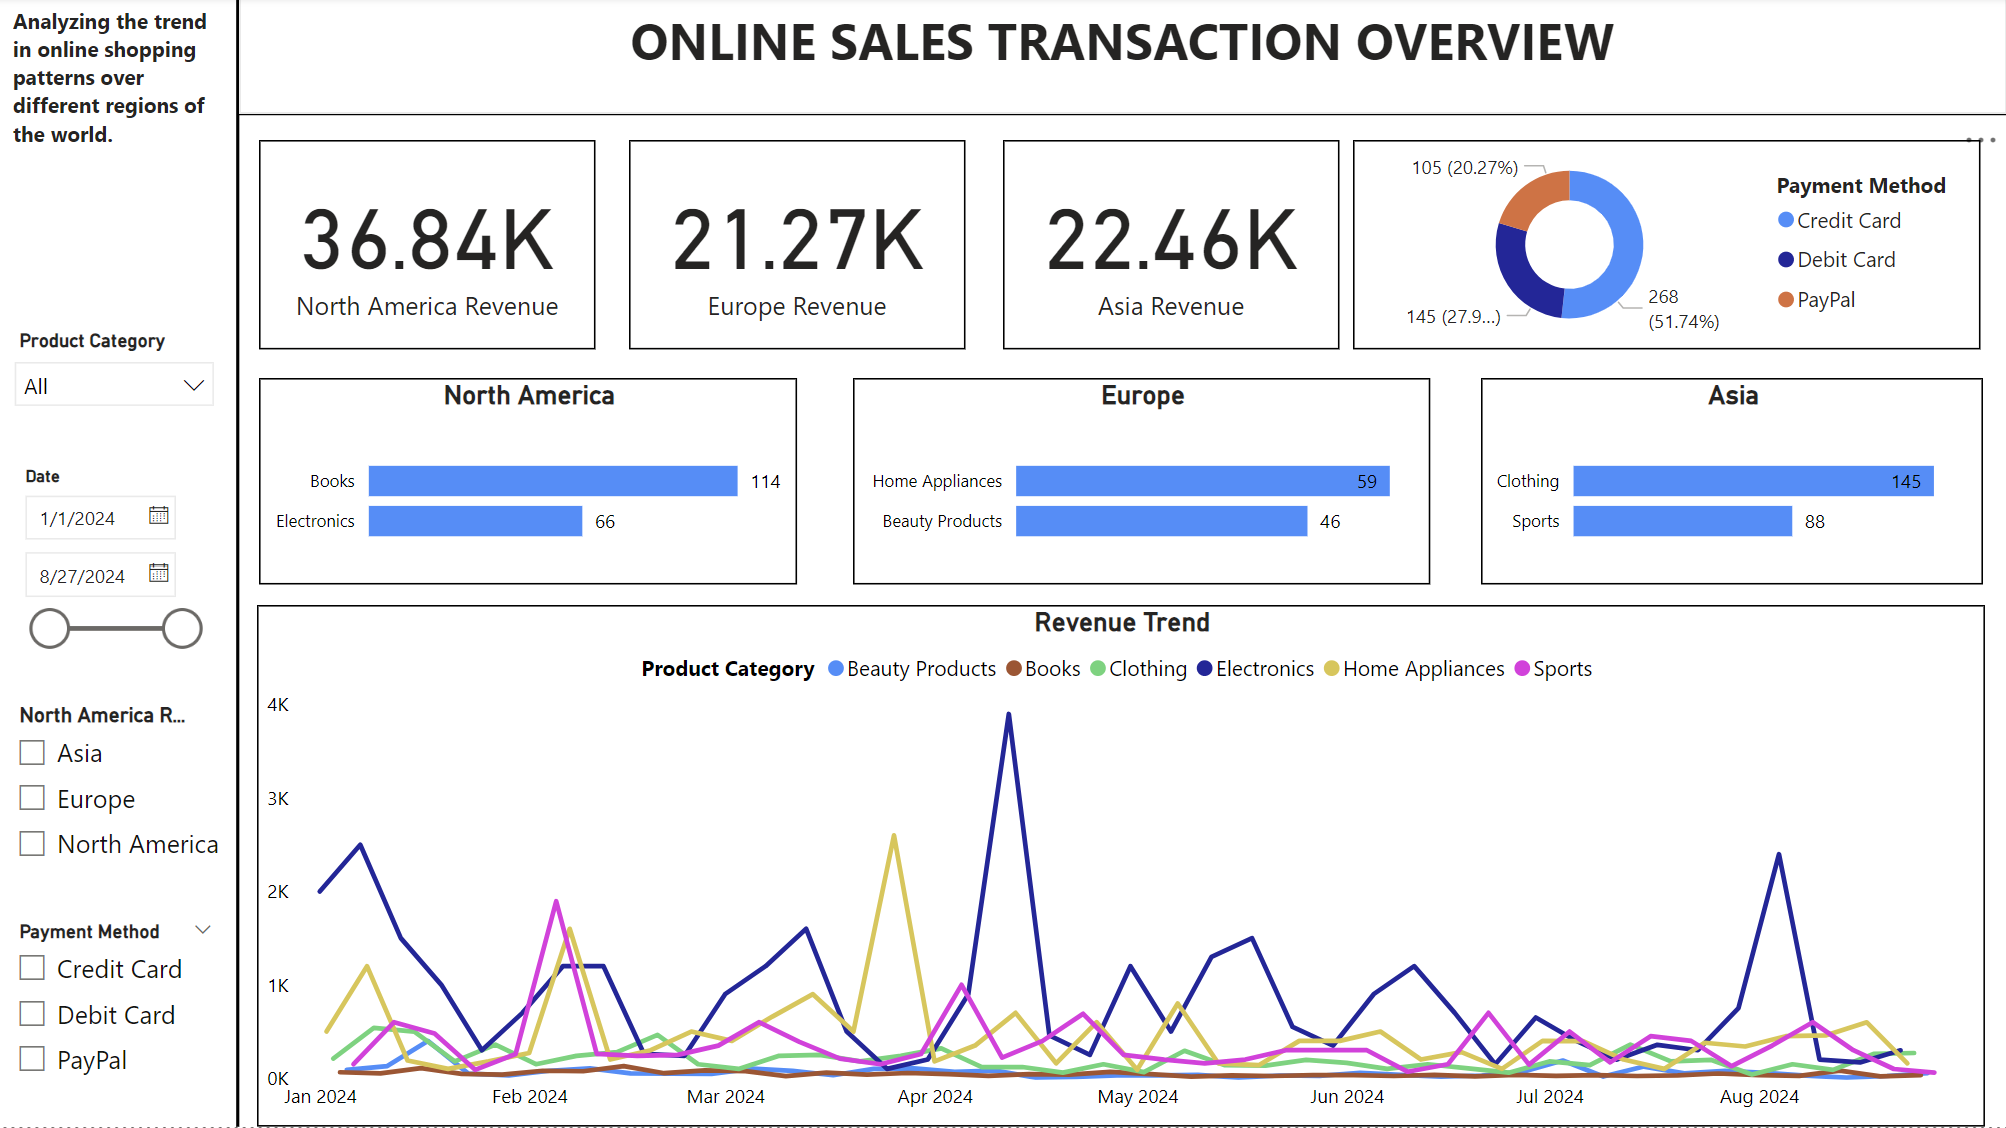 Analyzing the trend
in online shopping
patterns over
different regions of
the world.
ONLINE SALES TRANSACTION OVERVIEW
36.84K
North America Revenue
21.27K
Europe Revenue
22.46K
Asia Revenue
105 (20.27%)
145 (27.9...)
268
(51.74%)
Payment Method
Credit Card
Debit Card
PayPal
Product Category
All
Date
1/1/2024
8/27/2024
North America R...
Asia
Europe
North America
Payment Method
Credit Card
Debit Card
PayPal
North America
Books 114
Electronics 66
Europe
Home Appliances 59
Beauty Products 46
Asia
Clothing 145
Sports 88
Revenue Trend
Product Category Beauty Products Books Clothing Electronics Home Appliances Sports
4K
3K
2K
1K
0K
Jan 2024 Feb 2024 Mar 2024 Apr 2024 May 2024 Jun 2024 Jul 2024 Aug 2024